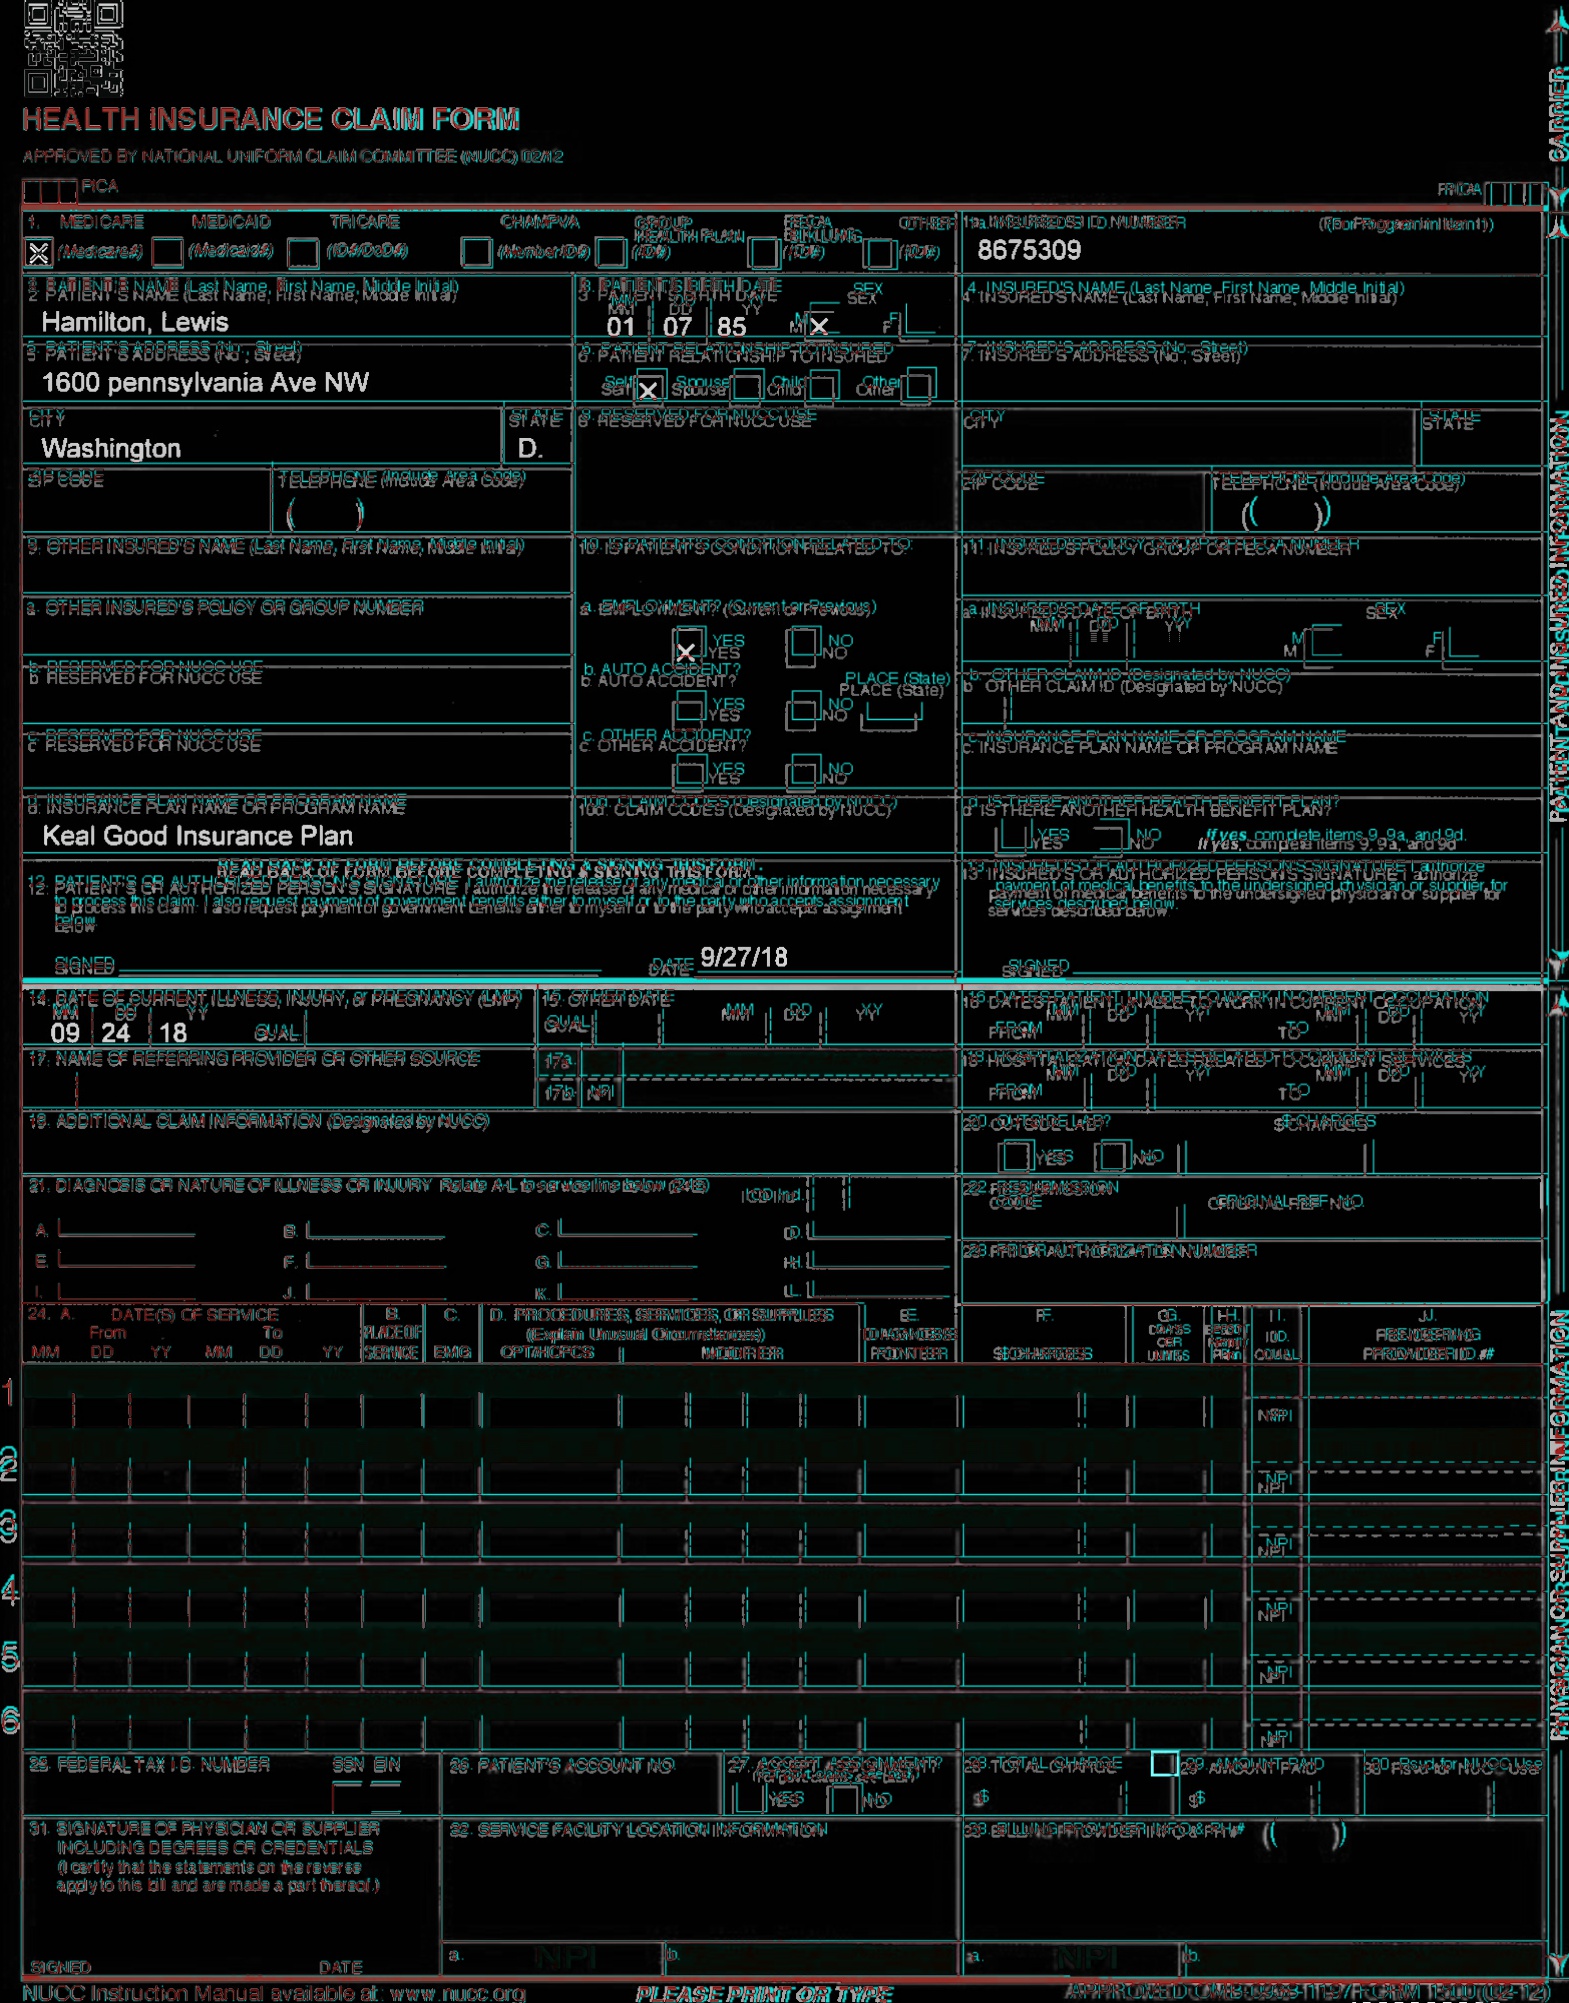 HEALTH INSURANCE CLAIM FORM
APPROVED BY NATIONAL UNIFORM CLAIM COMMITTEE (NUCC) 02/12
PICA
PICA
CARRIER
1. MEDICARE MEDICAID TRICARE CHAMPVA GROUP HEALTH PLAN FECA BLK LUNG OTHER
(Medicare#) (Medicaid#) (ID#/DoD#) (Member ID#) (ID#) (ID#) (ID#)
1a. INSURED'S I.D. NUMBER (For Program in Item 1)
8675309
2. PATIENT'S NAME (Last Name, First Name, Middle Initial)
Hamilton, Lewis
3. PATIENT'S BIRTH DATE SEX
MM DD YY
01 07 85 M X F
4. INSURED'S NAME (Last Name, First Name, Middle Initial)
5. PATIENT'S ADDRESS (No., Street)
1600 pennsylvania Ave NW
6. PATIENT RELATIONSHIP TO INSURED
Self X Spouse Child Other
7. INSURED'S ADDRESS (No., Street)
CITY STATE
Washington D.
8. RESERVED FOR NUCC USE
CITY STATE
ZIP CODE TELEPHONE (Include Area Code)
( )
ZIP CODE TELEPHONE (Include Area Code)
( )
9. OTHER INSURED'S NAME (Last Name, First Name, Middle Initial)
10. IS PATIENT'S CONDITION RELATED TO:
11. INSURED'S POLICY GROUP OR FECA NUMBER
a. OTHER INSURED'S POLICY OR GROUP NUMBER
a. EMPLOYMENT? (Current or Previous)
X YES NO
a. INSURED'S DATE OF BIRTH SEX
MM DD YY M F
b. RESERVED FOR NUCC USE
b. AUTO ACCIDENT? PLACE (State)
YES NO
b. OTHER CLAIM ID (Designated by NUCC)
c. RESERVED FOR NUCC USE
c. OTHER ACCIDENT?
YES NO
c. INSURANCE PLAN NAME OR PROGRAM NAME
d. INSURANCE PLAN NAME OR PROGRAM NAME
Keal Good Insurance Plan
10d. CLAIM CODES (Designated by NUCC)
d. IS THERE ANOTHER HEALTH BENEFIT PLAN?
YES NO If yes, complete items 9, 9a, and 9d.
PATIENT AND INSURED INFORMATION
READ BACK OF FORM BEFORE COMPLETING & SIGNING THIS FORM.
12. PATIENT'S OR AUTHORIZED PERSON'S SIGNATURE I authorize the release of any medical or other information necessary
to process this claim. I also request payment of government benefits either to myself or to the party who accepts assignment
below.
SIGNED DATE 9/27/18
13. INSURED'S OR AUTHORIZED PERSON'S SIGNATURE I authorize
payment of medical benefits to the undersigned physician or supplier for
services described below.
SIGNED
14. DATE OF CURRENT ILLNESS, INJURY, or PREGNANCY (LMP)
MM DD YY
09 24 18 QUAL.
15. OTHER DATE
QUAL. MM DD YY
16. DATES PATIENT UNABLE TO WORK IN CURRENT OCCUPATION
MM DD YY MM DD YY
FROM TO
17. NAME OF REFERRING PROVIDER OR OTHER SOURCE
17a.
17b. NPI
18. HOSPITALIZATION DATES RELATED TO CURRENT SERVICES
MM DD YY MM DD YY
FROM TO
19. ADDITIONAL CLAIM INFORMATION (Designated by NUCC)
20. OUTSIDE LAB? $ CHARGES
YES NO
21. DIAGNOSIS OR NATURE OF ILLNESS OR INJURY Relate A-L to service line below (24E) ICD Ind.
A. B. C. D.
E. F. G. H.
I. J. K. L.
22. RESUBMISSION CODE ORIGINAL REF. NO.
23. PRIOR AUTHORIZATION NUMBER
24. A. DATE(S) OF SERVICE
From To
MM DD YY MM DD YY
B. PLACE OF SERVICE
C. EMG
D. PROCEDURES, SERVICES, OR SUPPLIES
(Explain Unusual Circumstances)
CPT/HCPCS MODIFIER
E. DIAGNOSIS POINTER
F. $ CHARGES
G. DAYS OR UNITS
H. EPSDT Family Plan
I. ID. QUAL.
J. RENDERING PROVIDER ID. #
1 NPI
2 NPI
3 NPI
4 NPI
5 NPI
6 NPI
PHYSICIAN OR SUPPLIER INFORMATION
25. FEDERAL TAX I.D. NUMBER SSN EIN
26. PATIENT'S ACCOUNT NO.
27. ACCEPT ASSIGNMENT?
YES NO
28. TOTAL CHARGE
$
29. AMOUNT PAID
$
30. Rsvd for NUCC Use
31. SIGNATURE OF PHYSICIAN OR SUPPLIER
INCLUDING DEGREES OR CREDENTIALS
(I certify that the statements on the reverse
apply to this bill and are made a part thereof.)
SIGNED DATE
32. SERVICE FACILITY LOCATION INFORMATION
a. NPI b.
33. BILLING PROVIDER INFO & PH # ( )
a. NPI b.
NUCC Instruction Manual available at: www.nucc.org
PLEASE PRINT OR TYPE
APPROVED OMB-0938-1197 FORM 1500 (02-12)